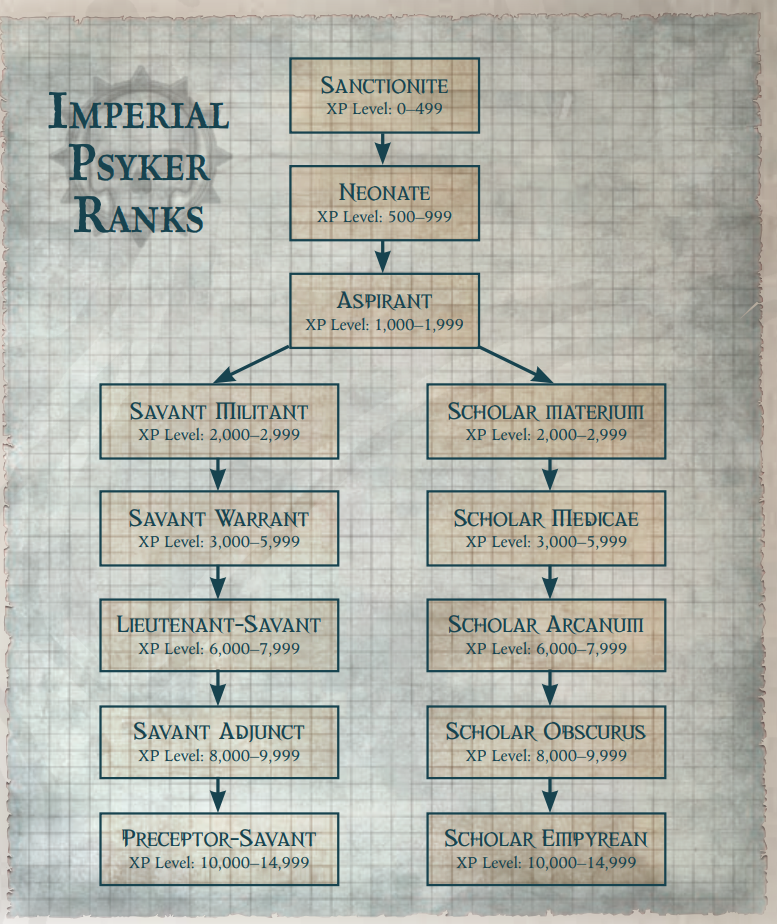 Imperial
Psyker
Ranks
Sanctionite
XP Level: 0–499
Neonate
XP Level: 500–999
Aspirant
XP Level: 1,000–1,999
Savant Militant
XP Level: 2,000–2,999
Scholar materium
XP Level: 2,000–2,999
Savant Warrant
XP Level: 3,000–5,999
Scholar Medicae
XP Level: 3,000–5,999
Lieutenant-Savant
XP Level: 6,000–7,999
Scholar Arcanum
XP Level: 6,000–7,999
Savant Adjunct
XP Level: 8,000–9,999
Scholar Obscurus
XP Level: 8,000–9,999
Preceptor-Savant
XP Level: 10,000–14,999
Scholar Empyrean
XP Level: 10,000–14,999